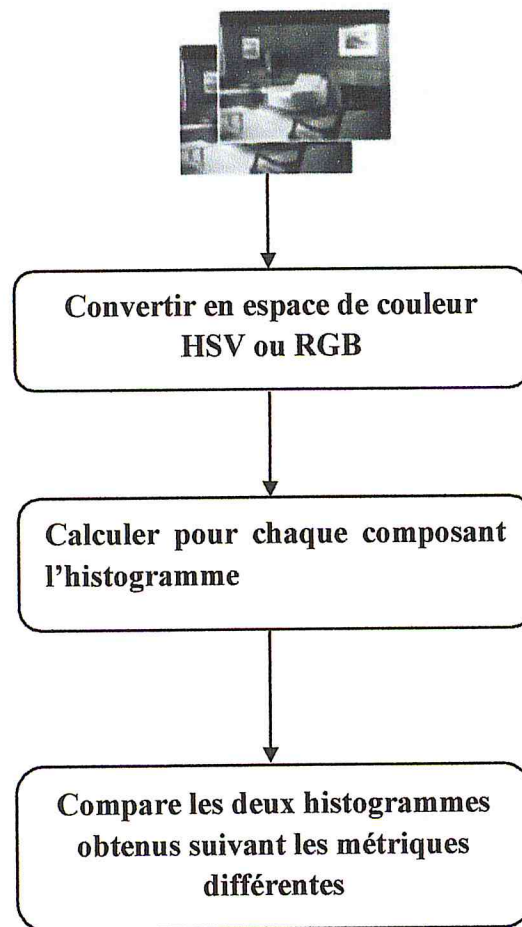 Convertir en espace de couleur
HSV ou RGB
Calculer pour chaque composant
l'histogramme
Compare les deux histogrammes
obtenus suivant les métriques
différentes